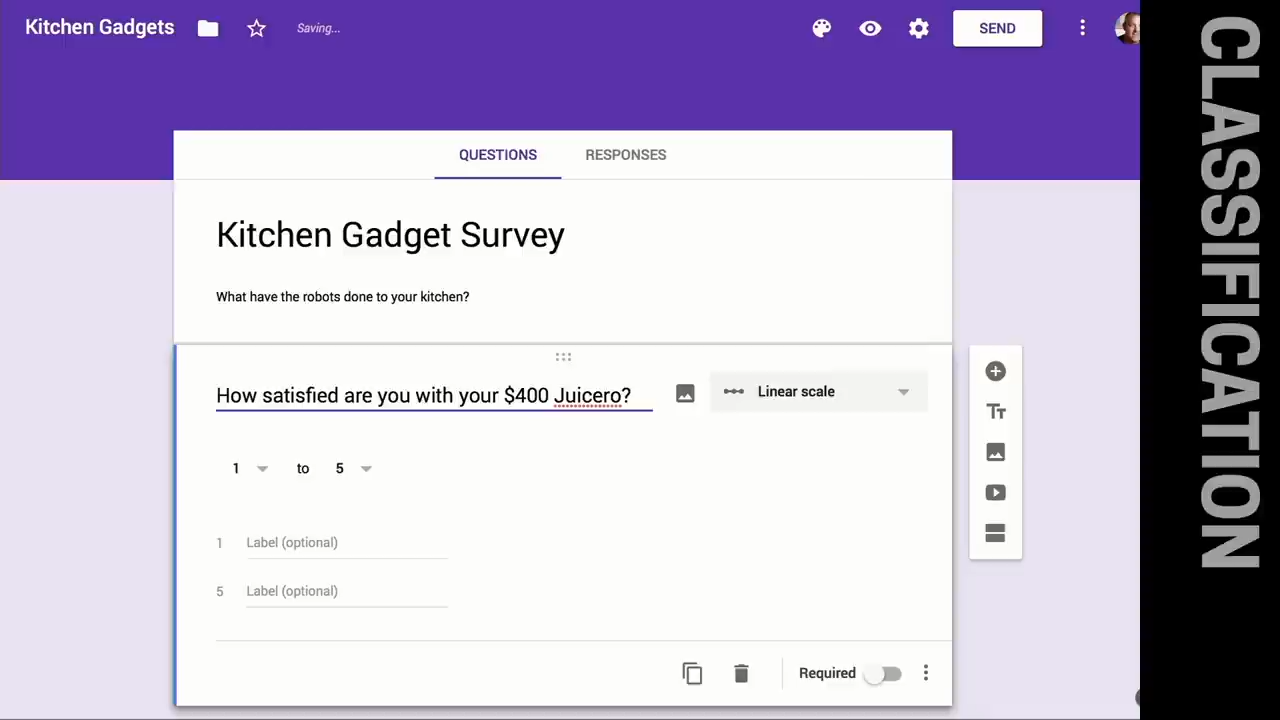 Kitchen Gadgets
Saving...
SEND
QUESTIONS
RESPONSES
Kitchen Gadget Survey
What have the robots done to your kitchen?
How satisfied are you with your $400 Juicero?
Linear scale
1 to 5
1 Label (optional)
5 Label (optional)
Required
CLASSIFICATION